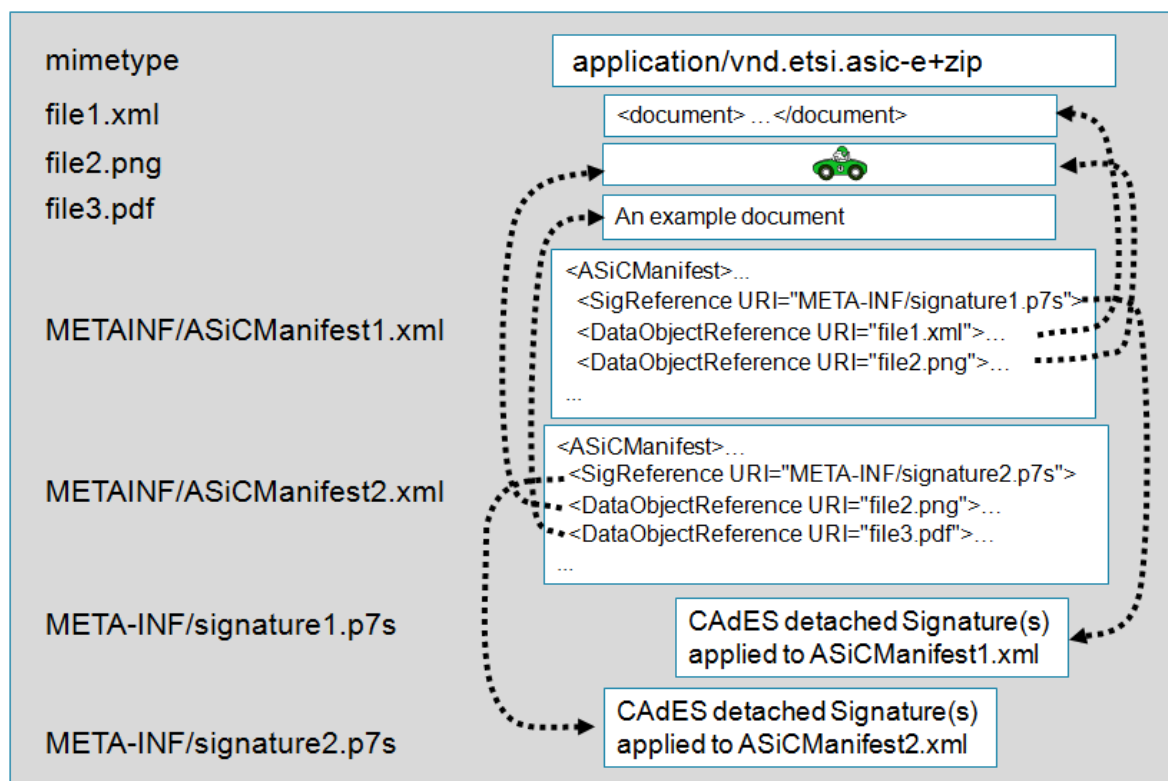 mimetype
application/vnd.etsi.asic-e+zip
file1.xml
<document> ...</document>
file2.png
file3.pdf
An example document
METAINF/ASiCManifest1.xml
<ASiCManifest>...
<SigReference URI="META-INF/signature1.p7s">
<DataObjectReference URI="file1.xml">...
<DataObjectReference URI="file2.png">...
...
METAINF/ASiCManifest2.xml
<ASiCManifest>...
<SigReference URI="META-INF/signature2.p7s">
<DataObjectReference URI="file2.png">...
<DataObjectReference URI="file3.pdf">...
...
META-INF/signature1.p7s
CAdES detached Signature(s)
applied to ASiCManifest1.xml
META-INF/signature2.p7s
CAdES detached Signature(s)
applied to ASiCManifest2.xml